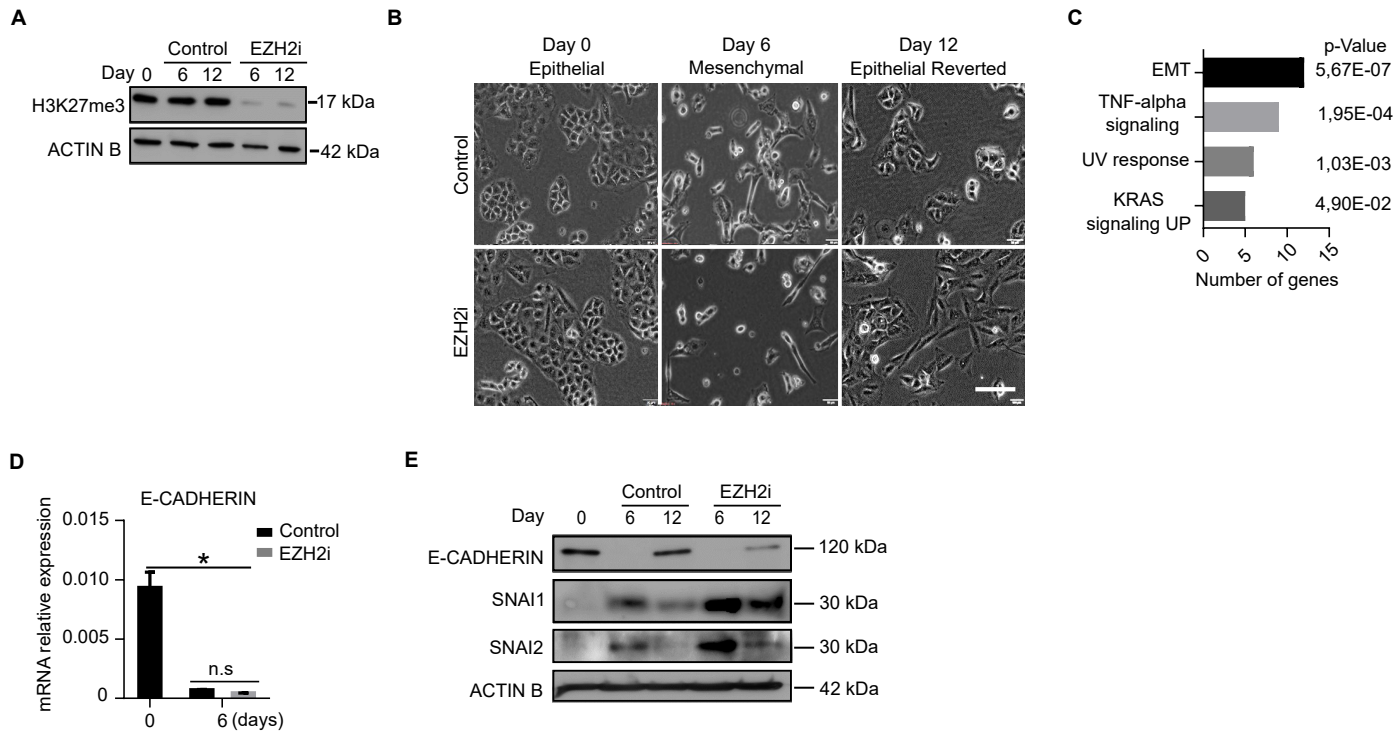 A
Control EZH2i
Day 0 6 12 6 12
H3K27me3 17 kDa
ACTIN B 42 kDa
B
Day 0 Day 6 Day 12
Epithelial Mesenchymal Epithelial Reverted
Control
EZH2i
C
p-Value
EMT 5,67E-07
TNF-alpha
signaling 1,95E-04
UV response 1,03E-03
KRAS
signaling UP 4,90E-02
0 5 10 15
Number of genes
D
E-CADHERIN
mRNA relative expression
0.015
0.010
0.005
0
Control
EZH2i
*
n.s
0 6 (days)
E
Control EZH2i
Day 0 6 12 6 12
E-CADHERIN 120 kDa
SNAI1 30 kDa
SNAI2 30 kDa
ACTIN B 42 kDa